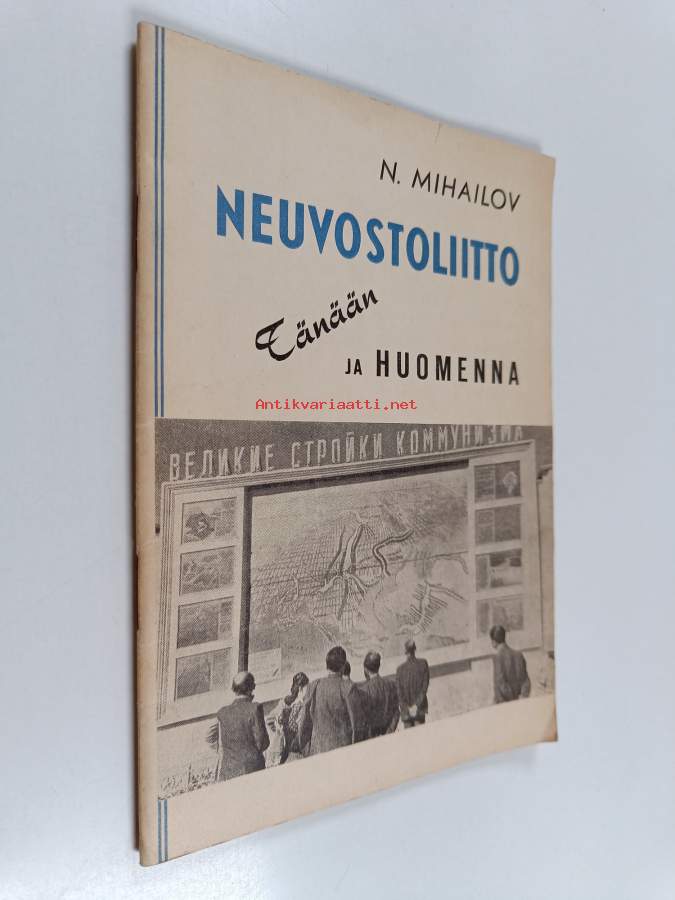 N. MIHAILOV
NEUVOSTOLIITTO
Tänään
JA HUOMENNA
Antikvariaatti.net
ВЕЛИКИЕ СТРОЙКИ КОММУНИЗМА